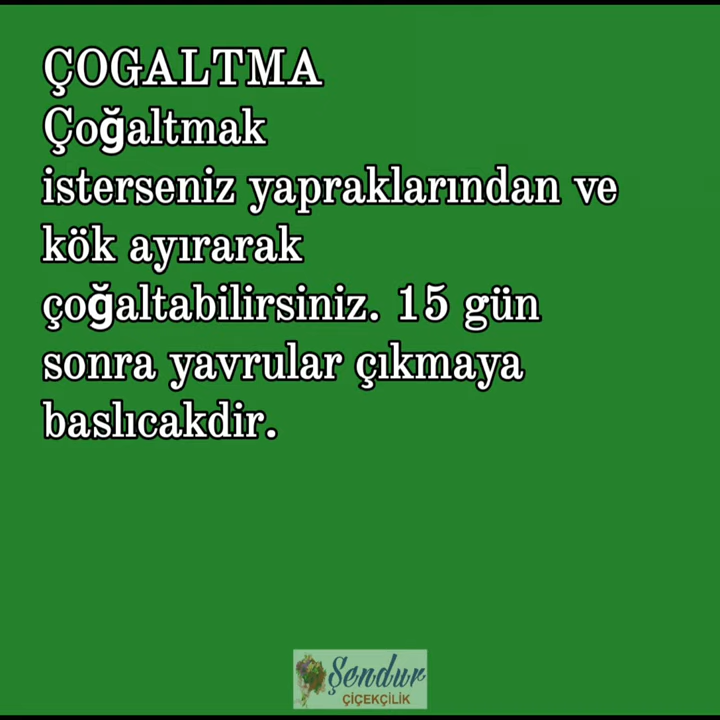 ÇOGALTMA
Çoğaltmak
isterseniz yapraklarından ve
kök ayırarak
çoğaltabilirsiniz. 15 gün
sonra yavrular çıkmaya
baslıcakdir.
Şendur
ÇİÇEKÇİLİK